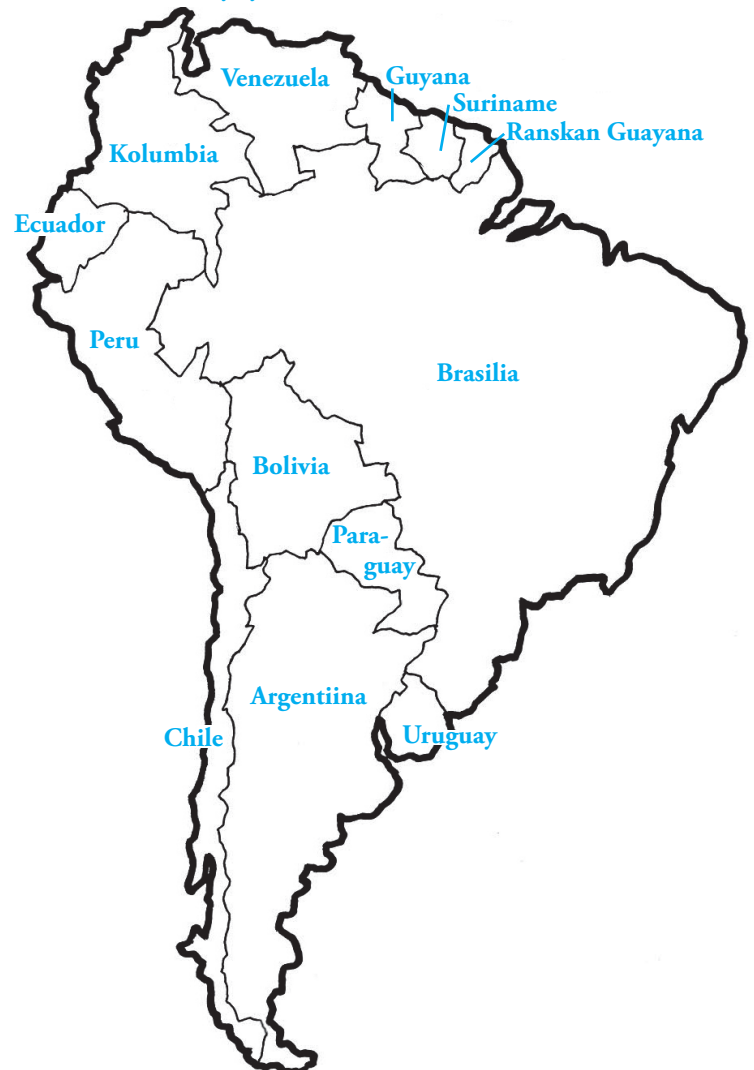 Venezuela
Guyana
Suriname
Ranskan Guayana
Kolumbia
Ecuador
Peru
Brasilia
Bolivia
Para-
guay
Argentiina
Chile
Uruguay